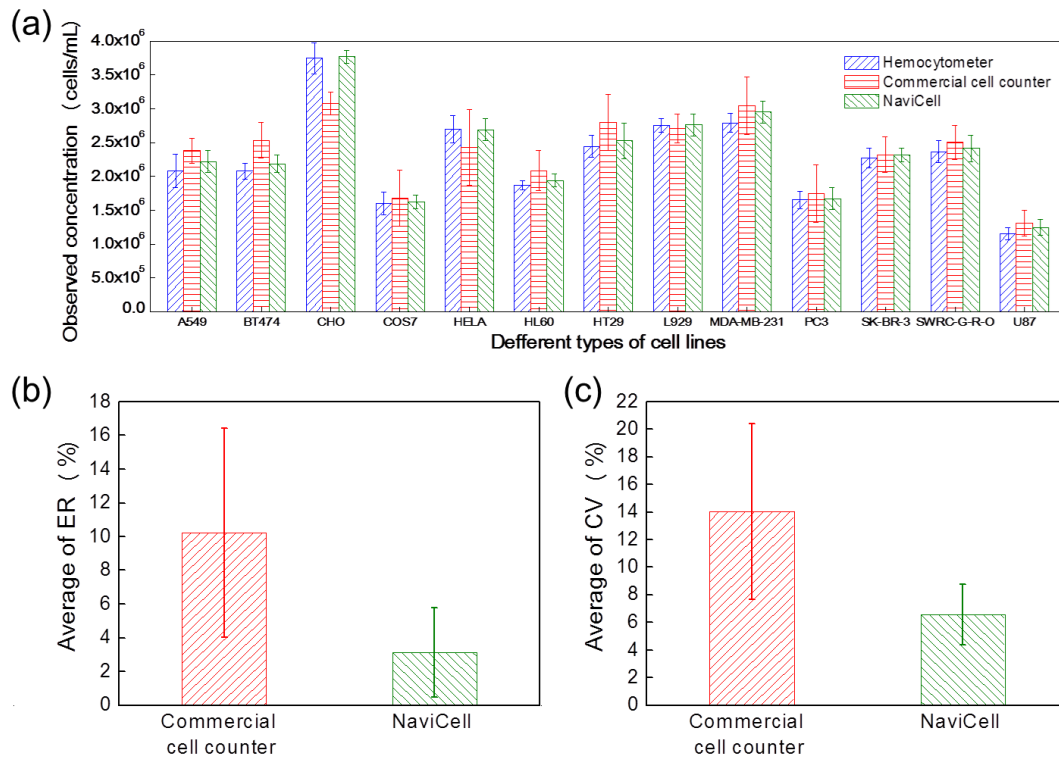 (a)
Observed concentration (cells/mL)
4.0x10⁶
3.5x10⁶
3.0x10⁶
2.5x10⁶
2.0x10⁶
1.5x10⁶
1.0x10⁶
5.0x10⁵
0.0
Hemocytometer
Commercial cell counter
NaviCell
A549 BT474 CHO COS7 HELA HL60 HT29 L929 MDA-MB-231 PC3 SK-BR-3 SWRC-G-R-O U87
Defferent types of cell lines
(b)
Average of ER (%)
18
16
14
12
10
8
6
4
2
0
Commercial
cell counter
NaviCell
(c)
Average of CV (%)
22
20
18
16
14
12
10
8
6
4
2
0
Commercial
cell counter
NaviCell